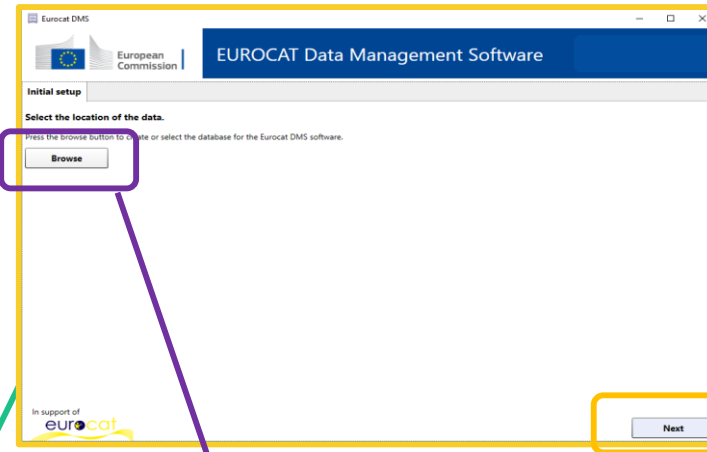 Eurocat DMS
European
Commission
EUROCAT Data Management Software
Initial setup
Select the location of the data.
Press the browse button to create or select the database for the Eurocat DMS software.
Browse
In support of
eurocat
Next